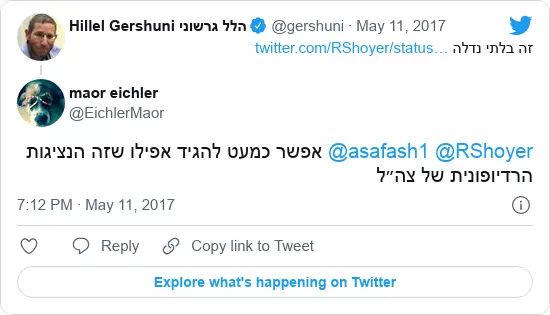 Hillel Gershuni הלל גרשוני @gershuni · May 11, 2017
זה בלתי נדלה twitter.com/RShoyer/status…
maor eichler
@EichlerMaor
@asafash1 @RShoyer אפשר כמעט להגיד אפילו שזה הנציגות
הרדיופונית של צה״ל
7:12 PM · May 11, 2017
Reply
Copy link to Tweet
Explore what's happening on Twitter